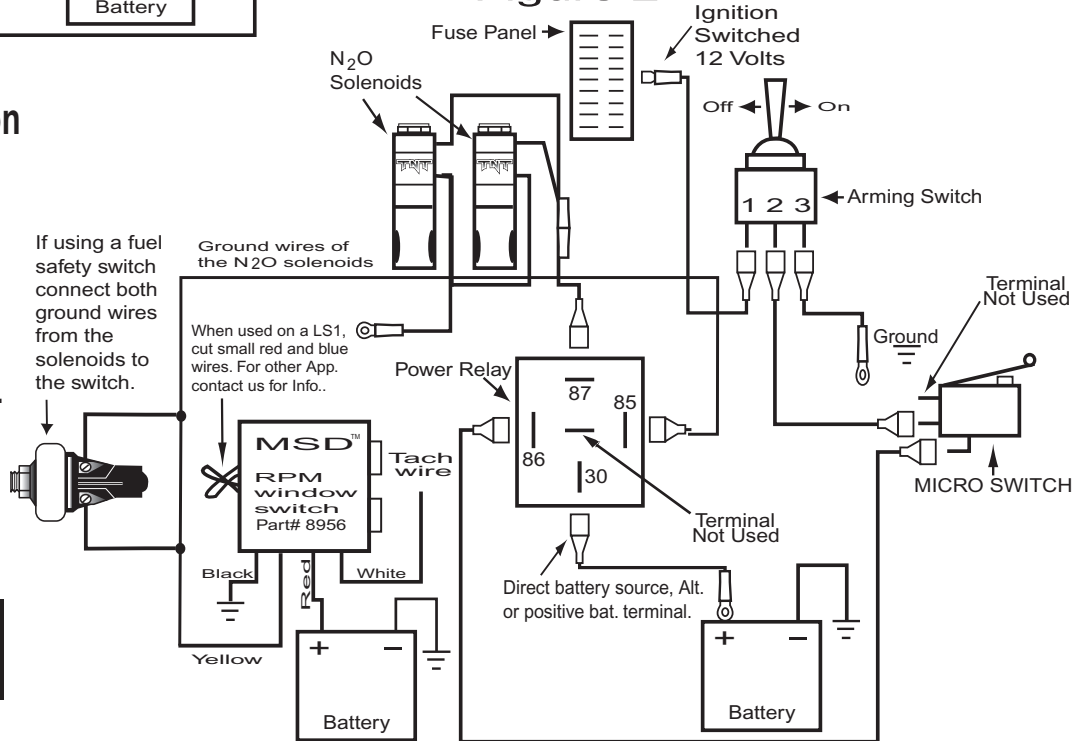 Battery
Fuse Panel
Ignition
Switched
12 Volts
N2O
Solenoids
Off
On
on
TNT
TNT
1 2 3
Arming Switch
If using a fuel
safety switch
connect both
ground wires
from the
solenoids to
the switch.
Ground wires of
the N2O solenoids
When used on a LS1,
cut small red and blue
wires. For other App.
contact us for Info..
Terminal
Not Used
Ground
Power Relay
87
85
86
30
MSD™
RPM
window
switch
Part# 8956
Tach
wire
MICRO SWITCH
Terminal
Not Used
Black
Red
White
Direct battery source, Alt.
or positive bat. terminal.
Yellow
+ −
Battery
+ −
Battery